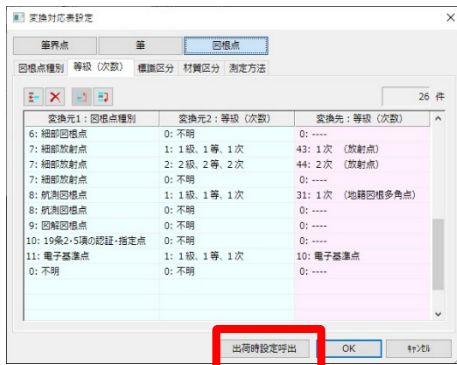 変換対応表設定
筆界点 筆 図根点
図根点種別 等級（次数） 標識区分 材質区分 測定方法
26 件
変換元1：図根点種別 変換元2：等級（次数） 変換先：等級（次数）
6: 細部図根点 0: 不明 0: ----
7: 細部放射点 1: 1級、1等、1次 43: 1次 （放射点）
7: 細部放射点 2: 2級、2等、2次 44: 2次 （放射点）
7: 細部放射点 0: 不明 0: ----
8: 航測図根点 1: 1級、1等、1次 31: 1次 （地籍図根多角点）
8: 航測図根点 0: 不明 0: ----
9: 図解図根点 0: 不明 0: ----
10: 19条2・5項の認証・指定点 0: 不明 0: ----
11: 電子基準点 1: 1級、1等、1次 10: 電子基準点
0: 不明 0: 不明 0: ----
出荷時設定呼出 OK ｷｬﾝｾﾙ